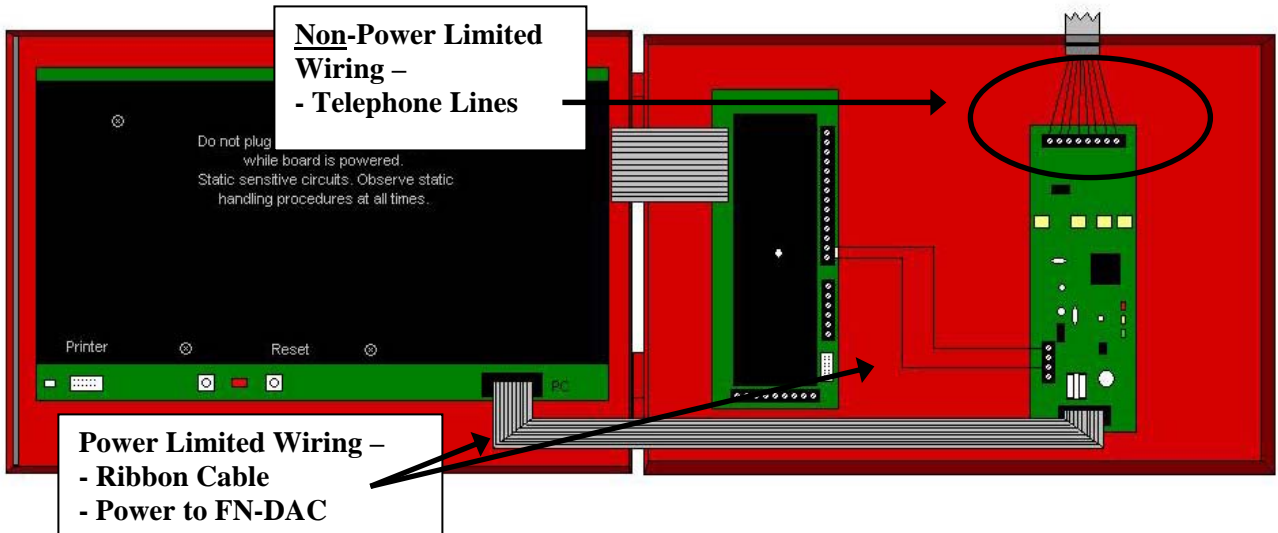 Non-Power Limited
Wiring –
- Telephone Lines
Do not plug
while board is powered.
Static sensitive circuits. Observe static
handling procedures at all times.
Printer
Reset
PC
Power Limited Wiring –
- Ribbon Cable
- Power to FN-DAC